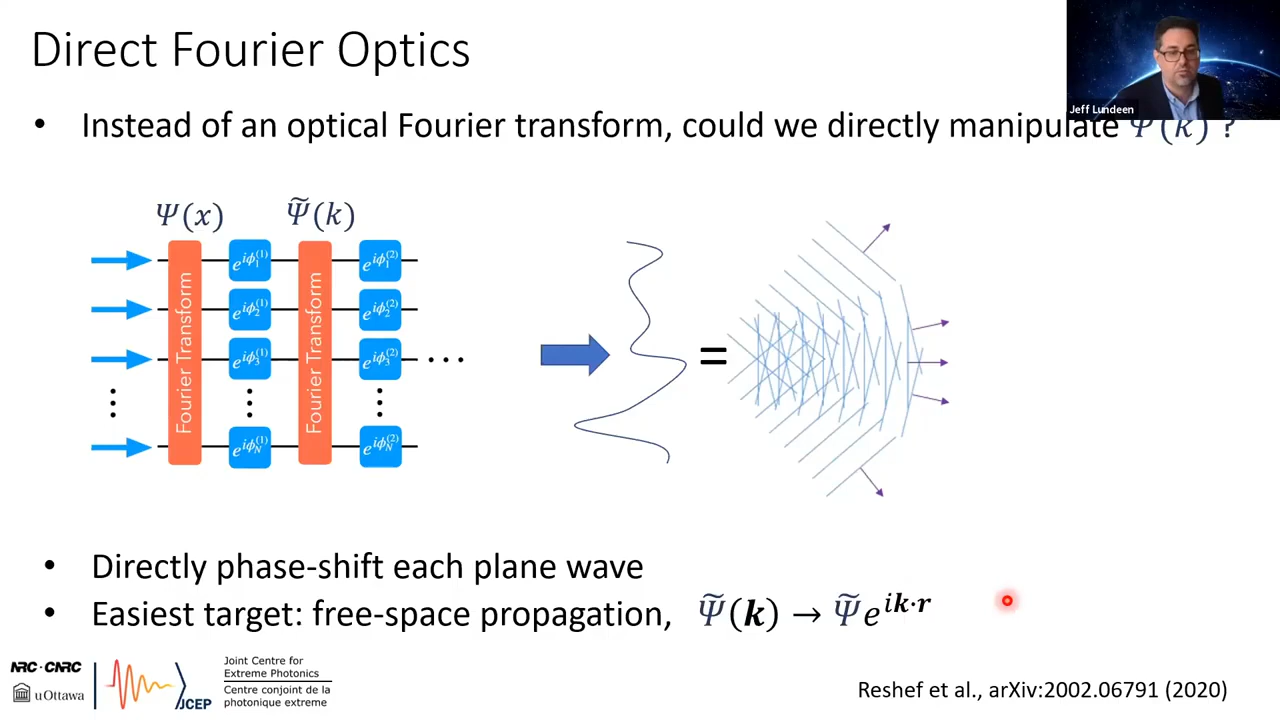 Direct Fourier Optics
Jeff Lundeen
• Instead of an optical Fourier transform, could we directly manipulate Ψ(k) ?
Ψ(x) Ψ̃(k)
Fourier Transform
Fourier Transform
e^{iϕ_1^{(1)}} e^{iϕ_1^{(2)}}
e^{iϕ_2^{(1)}} e^{iϕ_2^{(2)}}
e^{iϕ_3^{(1)}} e^{iϕ_3^{(2)}} ...
⋮ ⋮ ⋮
e^{iϕ_N^{(1)}} e^{iϕ_N^{(2)}}
=
• Directly phase-shift each plane wave
• Easiest target: free-space propagation, Ψ̃(k) → Ψ̃e^{ik·r}
NRC·CNRC
uOttawa
JCEP
Joint Centre for
Extreme Photonics
Centre conjoint de la
photonique extreme
Reshef et al., arXiv:2002.06791 (2020)